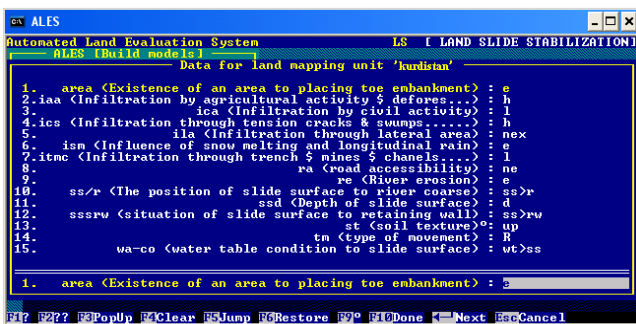 ALES
Automated Land Evaluation System LS [ LAND SLIDE STABILIZATION]
ALES [Build models]
Data for land mapping unit 'kurdistan'
1. area (Existence of an area to placing toe embankment) : e
2.iaa (Infiltration by agricultural activity $ defores...) : h
3. ica (Infiltration by civil activity) : l
4.ics (Infiltration through tension cracks & swumps......) : h
5. ila (Infiltration through lateral area) : nex
6. ism (Influence of snow melting and longitudinal rain) : e
7.itmc (Infiltration through trench $ mines $ chanels....) : l
8. ra (road accessibility) : ne
9. re (River erosion) : e
10. ss/r (The position of slide surface to river coarse) : ss>r
11. ssd (Depth of slide surface) : d
12. sssrw (situation of slide surface to retaining wall) : ss>rw
13. st (soil texture)º: up
14. tm (type of movement) : R
15. wa-co (water table condition to slide surface) : wt>ss
1. area (Existence of an area to placing toe embankment) : e
F1? F2?? F3PopUp F4Clear F5Jump F6Restore F9º F10Done ◄─┘Next EscCancel